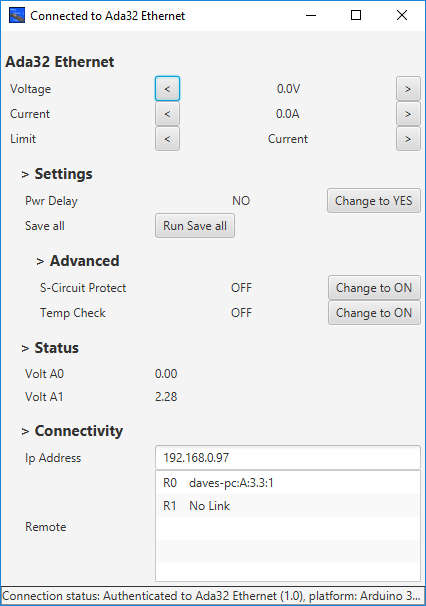 Connected to Ada32 Ethernet
Ada32 Ethernet
Voltage < 0.0V >
Current < 0.0A >
Limit < Current >
> Settings
Pwr Delay NO Change to YES
Save all Run Save all
> Advanced
S-Circuit Protect OFF Change to ON
Temp Check OFF Change to ON
> Status
Volt A0 0.00
Volt A1 2.28
> Connectivity
Ip Address 192.168.0.97
R0 daves-pc:A:3.3:1
R1 No Link
Remote
Connection status: Authenticated to Ada32 Ethernet (1.0), platform: Arduino 3...